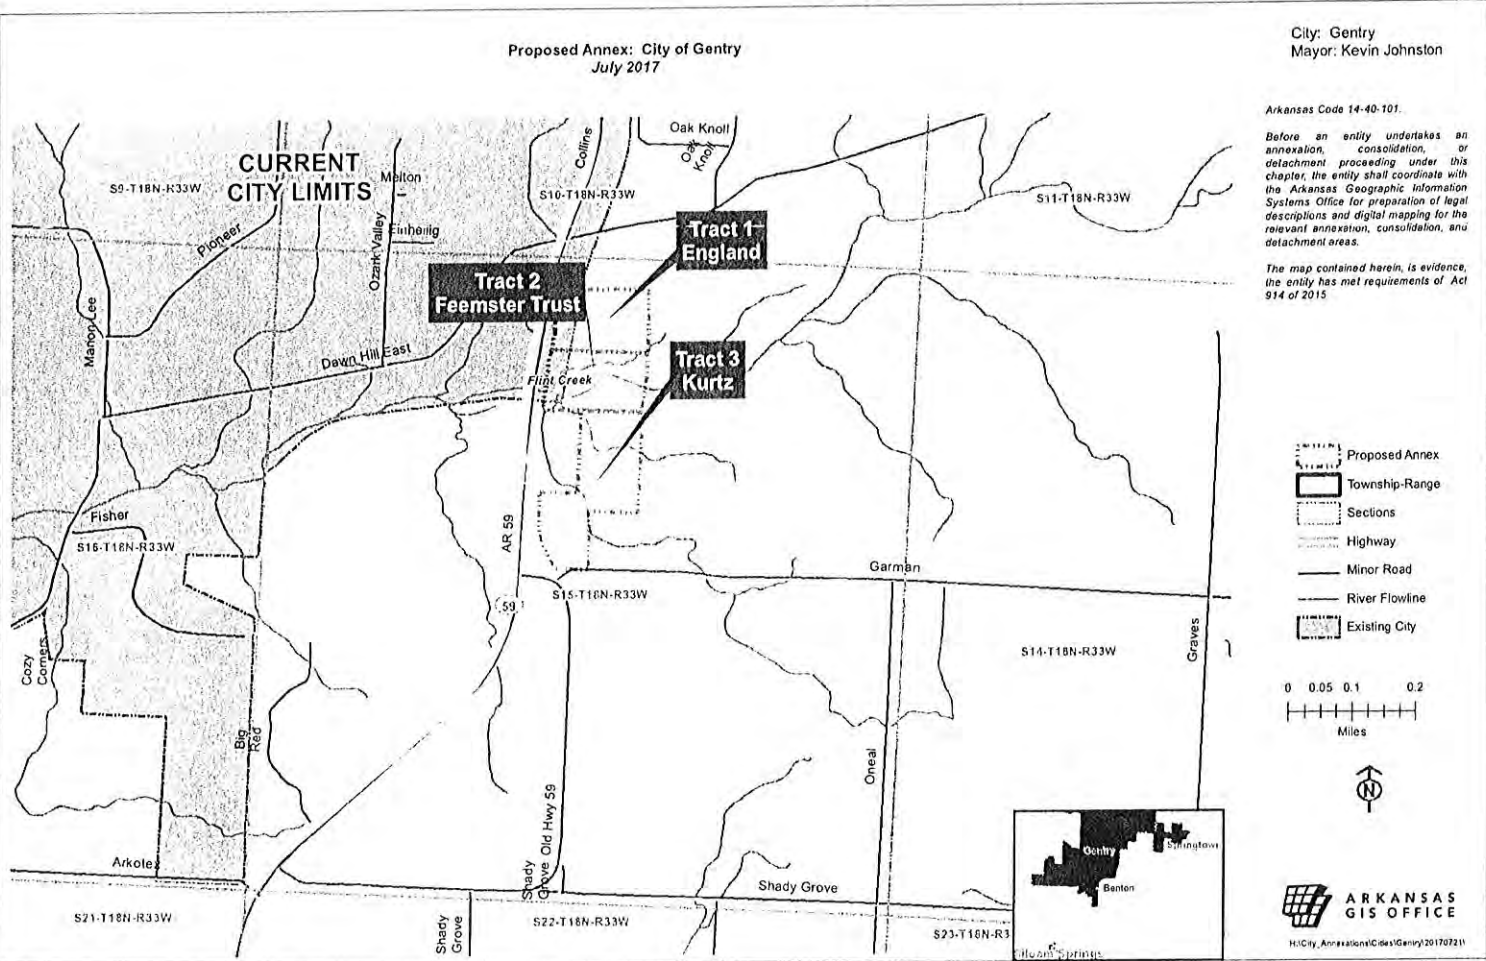 Proposed Annex: City of Gentry
July 2017
City: Gentry
Mayor: Kevin Johnston
Arkansas Code 14-40-101.
Before an entity undertakes an
annexation, consolidation, or
detachment proceeding under this
chapter, the entity shall coordinate with
the Arkansas Geographic Information
Systems Office for preparation of legal
descriptions and digital mapping for the
relevant annexation, consolidation, and
detachment areas.
The map contained herein, is evidence,
the entity has met requirements of Act
914 of 2015
CURRENT
CITY LIMITS
S9-T18N-R33W
Pioneer
Melton
Ozark Valley
Collins
Oak Knoll
Oak
Knoll
S10-T18N-R33W
S11-T18N-R33W
Tract 1
England
Tract 2
Feemster Trust
Tract 3
Kurtz
Marion Lee
Dawn Hill East
Flint Creek
Fisher
S16-T18N-R33W
AR 59
59
S15-T18N-R33W
Garman
S14-T18N-R33W
Graves
Cozy
Corners
Big
Red
Oneal
Shady
Grove Old Hwy 59
Arkotex
Shady Grove
S21-T18N-R33W
Shady
Grove
S22-T18N-R33W
S23-T18N-R3
Gentry
Springtown
Benton
Siloam Springs
Proposed Annex
Township-Range
Sections
Highway
Minor Road
River Flowline
Existing City
0 0.05 0.1 0.2
Miles
N
ARKANSAS
GIS OFFICE
H:\City_Annexations\Cities\Gentry\20170721\